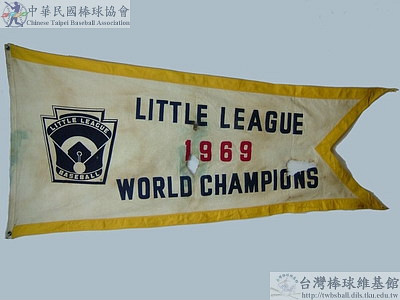 中華民國棒球協會
Chinese Taipei Baseball Association
LITTLE LEAGUE
1969
WORLD CHAMPIONS
LITTLE LEAGUE
BASEBALL
台灣棒球維基館
http://twbsball.dils.tku.edu.tw